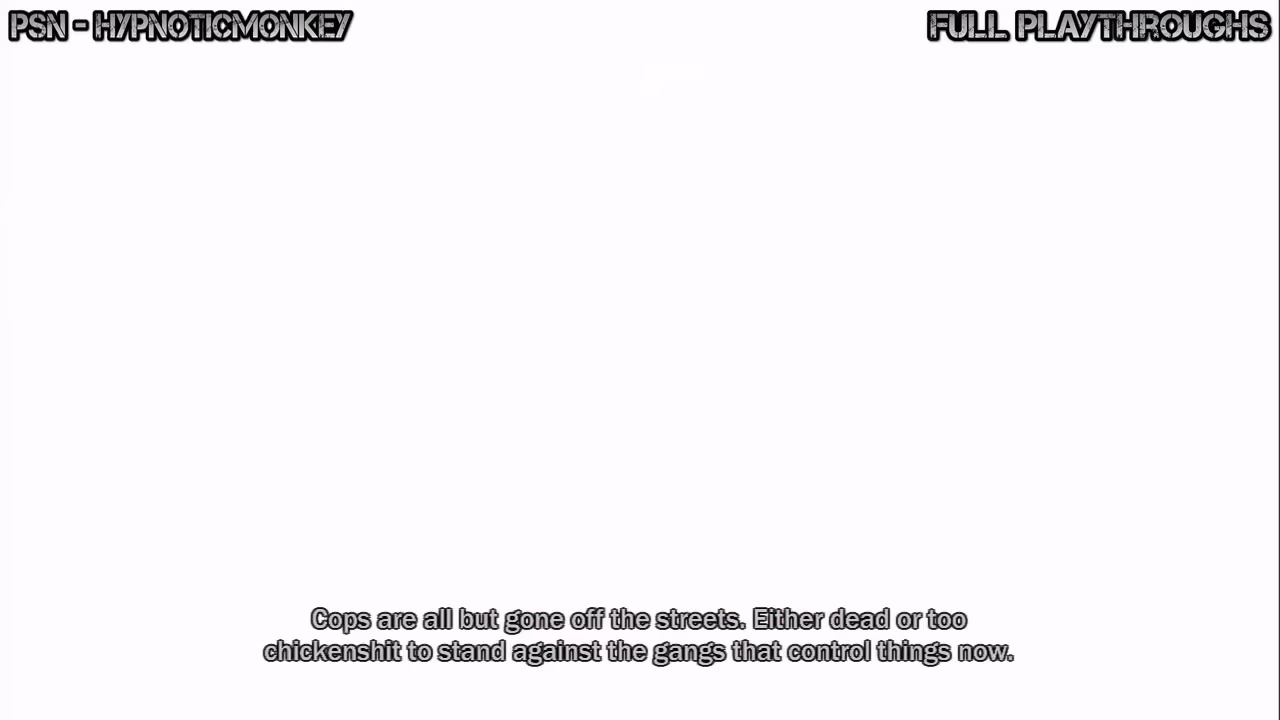 PSN - HYPNOTICMONKEY
FULL PLAYTHROUGHS
Cops are all but gone off the streets. Either dead or too
chickenshit to stand against the gangs that control things now.